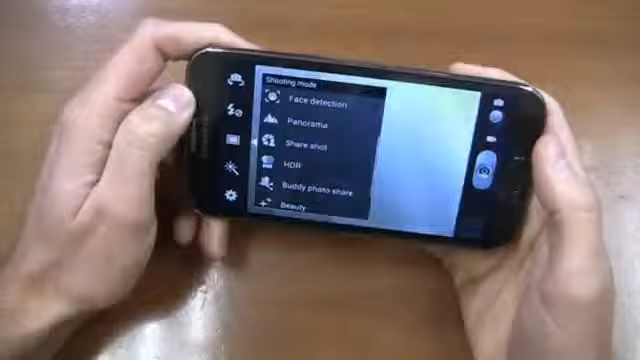 Shooting mode
Face detection
Panorama
Share shot
HDR
Buddy photo share
Beauty